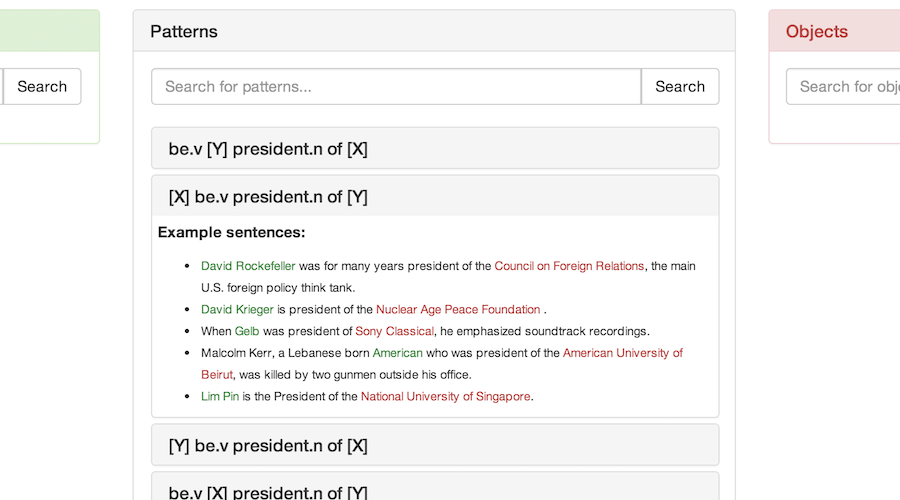 Patterns
Objects
Search
Search for patterns...
Search
Search for obje
be.v [Y] president.n of [X]
[X] be.v president.n of [Y]
Example sentences:
David Rockefeller was for many years president of the Council on Foreign Relations, the main
U.S. foreign policy think tank.
David Krieger is president of the Nuclear Age Peace Foundation .
When Gelb was president of Sony Classical, he emphasized soundtrack recordings.
Malcolm Kerr, a Lebanese born American who was president of the American University of
Beirut, was killed by two gunmen outside his office.
Lim Pin is the President of the National University of Singapore.
[Y] be.v president.n of [X]
be.v [X] president.n of [Y]